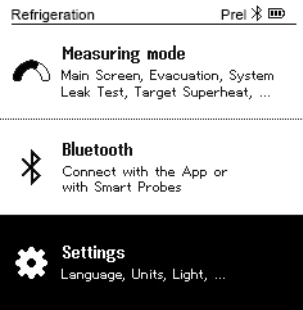 Refrigeration Prel
Measuring mode
Main Screen, Evacuation, System
Leak Test, Target Superheat, ...
Bluetooth
Connect with the App or
with Smart Probes
Settings
Language, Units, Light, ...